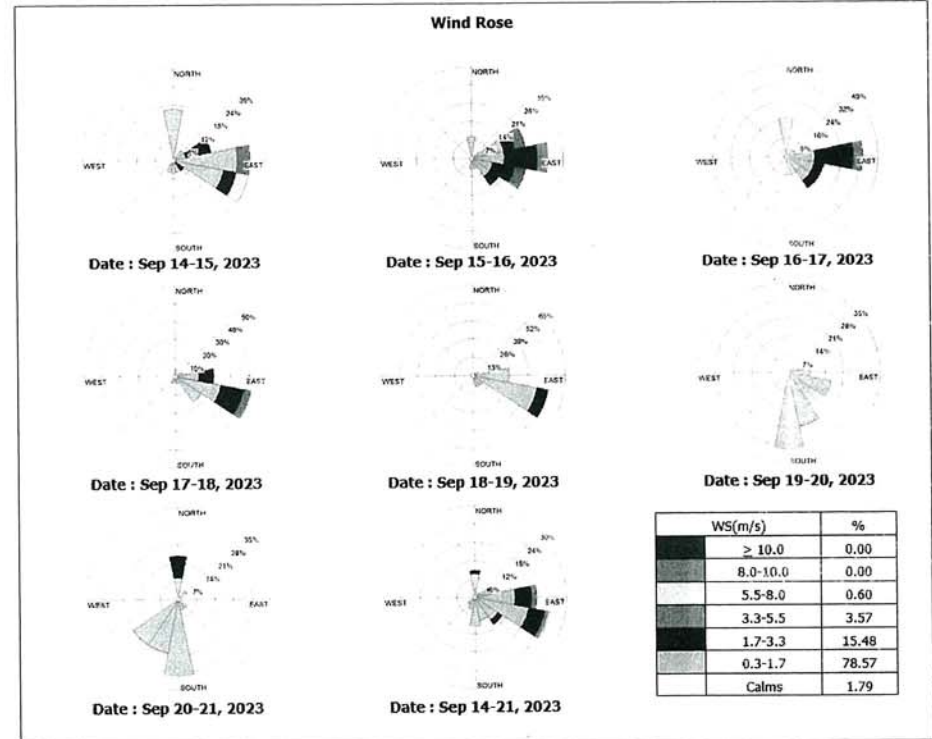 Wind Rose
NORTH
36%
24%
18%
12%
WEST
EAST
SOUTH
Date : Sep 14-15, 2023
NORTH
35%
28%
21%
14%
7%
WEST
EAST
SOUTH
Date : Sep 15-16, 2023
NORTH
32%
24%
16%
8%
WEST
EAST
SOUTH
Date : Sep 16-17, 2023
NORTH
50%
30%
20%
10%
WEST
EAST
SOUTH
Date : Sep 17-18, 2023
NORTH
65%
52%
39%
26%
13%
WEST
EAST
SOUTH
Date : Sep 18-19, 2023
NORTH
35%
28%
21%
14%
7%
WEST
EAST
SOUTH
Date : Sep 19-20, 2023
NORTH
35%
28%
21%
14%
7%
WEST
EAST
SOUTH
Date : Sep 20-21, 2023
NORTH
30%
24%
18%
12%
6%
WEST
EAST
SOUTH
Date : Sep 14-21, 2023
WS(m/s) %
≥ 10.0 0.00
8.0-10.0 0.00
5.5-8.0 0.60
3.3-5.5 3.57
1.7-3.3 15.48
0.3-1.7 78.57
Calms 1.79